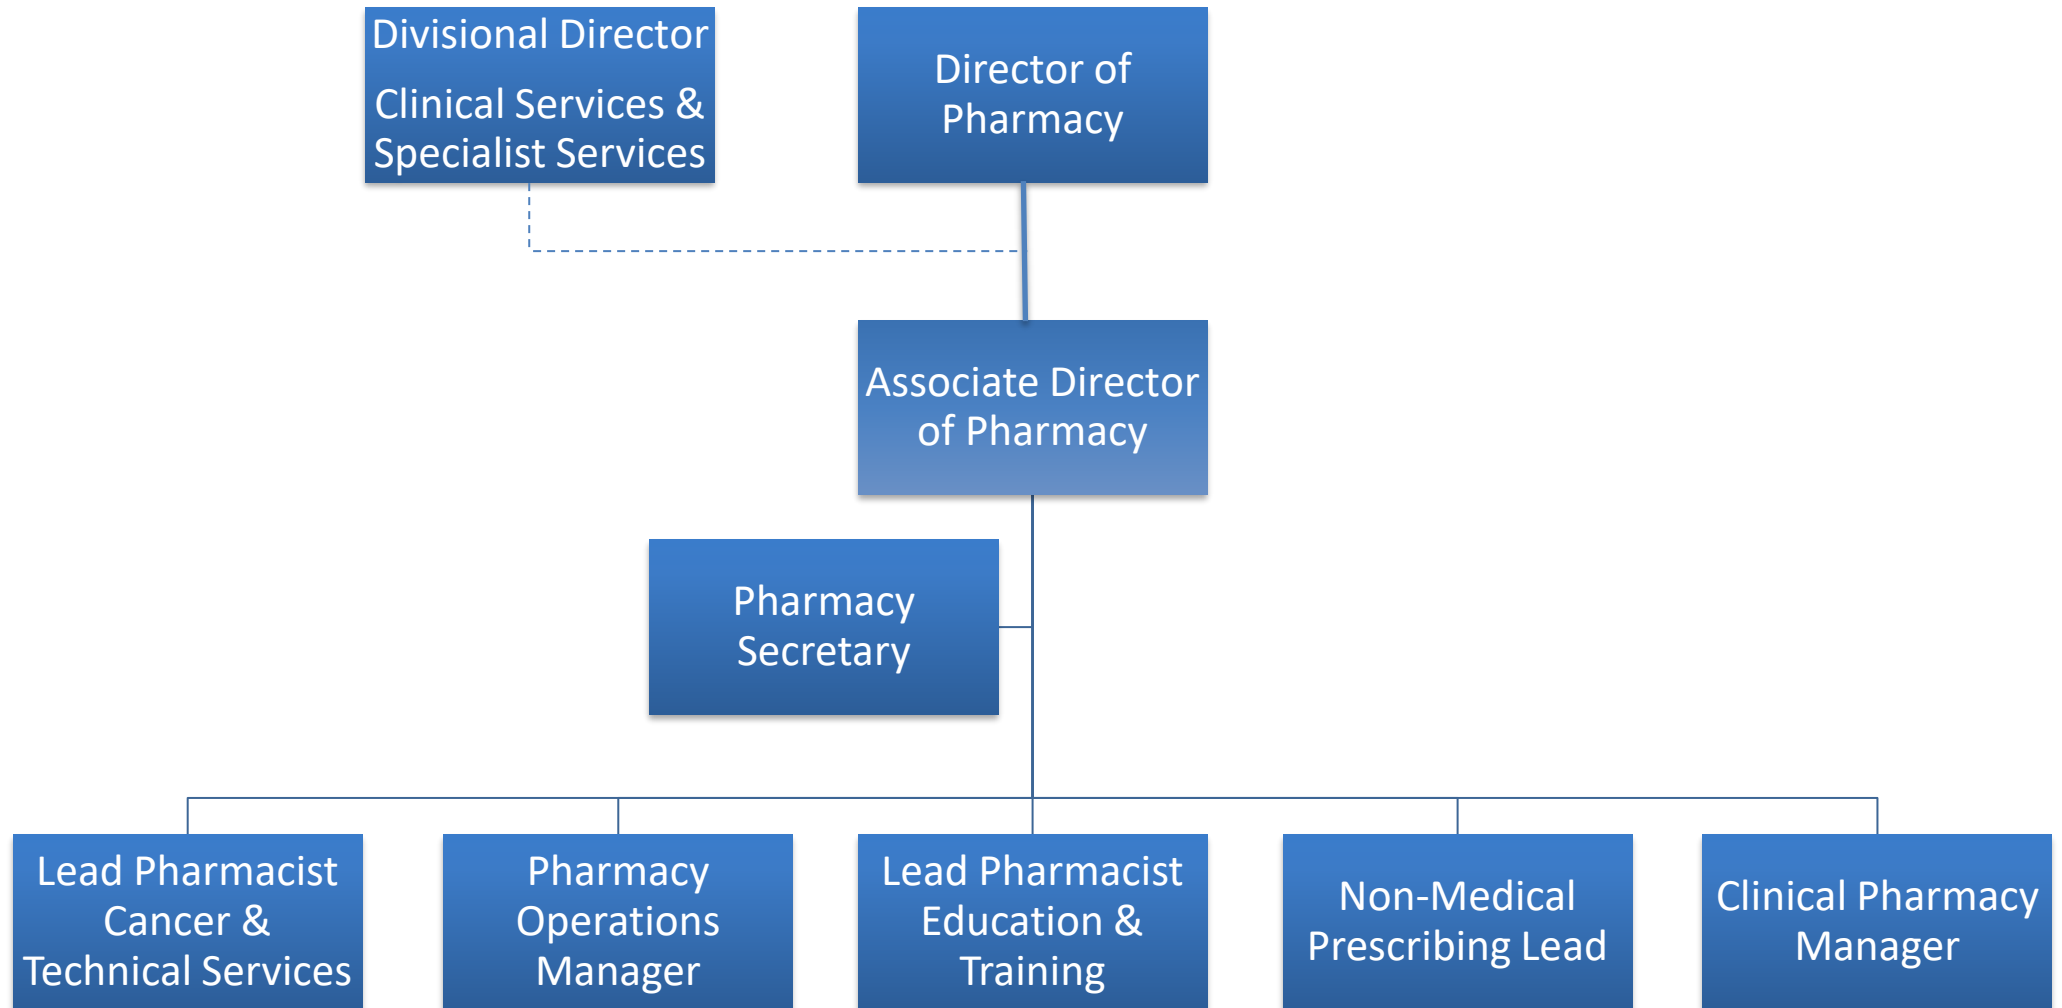 Divisional Director
Clinical Services &
Specialist Services
Director of
Pharmacy
Associate Director
of Pharmacy
Pharmacy
Secretary
Lead Pharmacist
Cancer &
Technical Services
Pharmacy
Operations
Manager
Lead Pharmacist
Education &
Training
Non-Medical
Prescribing Lead
Clinical Pharmacy
Manager